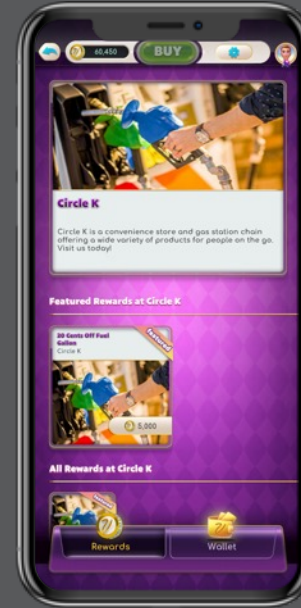 60,450
BUY
Circle K
Circle K is a convenience store and gas station chain
offering a wide variety of products for people on the go.
Visit us today!
Featured Rewards at Circle K
30 Cents Off Fuel
Gallon
Circle K
Featured
5,000
All Rewards at Circle K
Rewards
Wallet